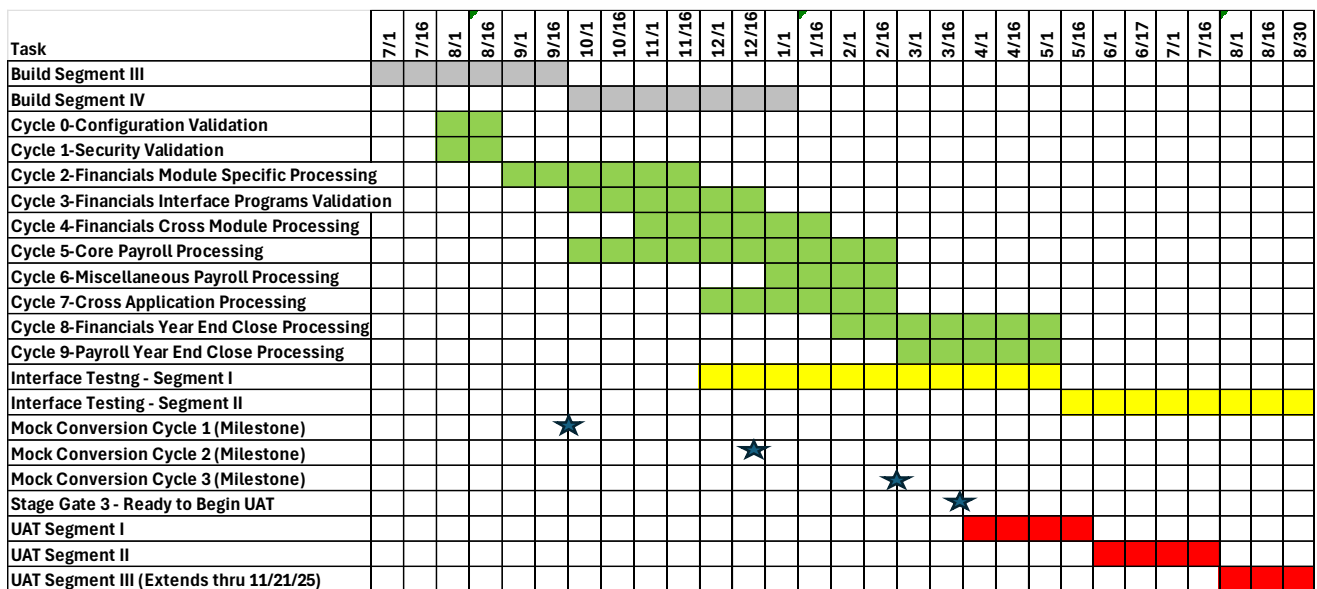 Task 7/1 7/16 8/1 8/16 9/1 9/16 10/1 10/16 11/1 11/16 12/1 12/16 1/1 1/16 2/1 2/16 3/1 3/16 4/1 4/16 5/1 5/16 6/1 6/17 7/1 7/16 8/1 8/16 8/30
Build Segment III
Build Segment IV
Cycle 0-Configuration Validation
Cycle 1-Security Validation
Cycle 2-Financials Module Specific Processing
Cycle 3-Financials Interface Programs Validation
Cycle 4-Financials Cross Module Processing
Cycle 5-Core Payroll Processing
Cycle 6-Miscellaneous Payroll Processing
Cycle 7-Cross Application Processing
Cycle 8-Financials Year End Close Processing
Cycle 9-Payroll Year End Close Processing
Interface Testng - Segment I
Interface Testing - Segment II
Mock Conversion Cycle 1 (Milestone)
Mock Conversion Cycle 2 (Milestone)
Mock Conversion Cycle 3 (Milestone)
Stage Gate 3 - Ready to Begin UAT
UAT Segment I
UAT Segment II
UAT Segment III (Extends thru 11/21/25)